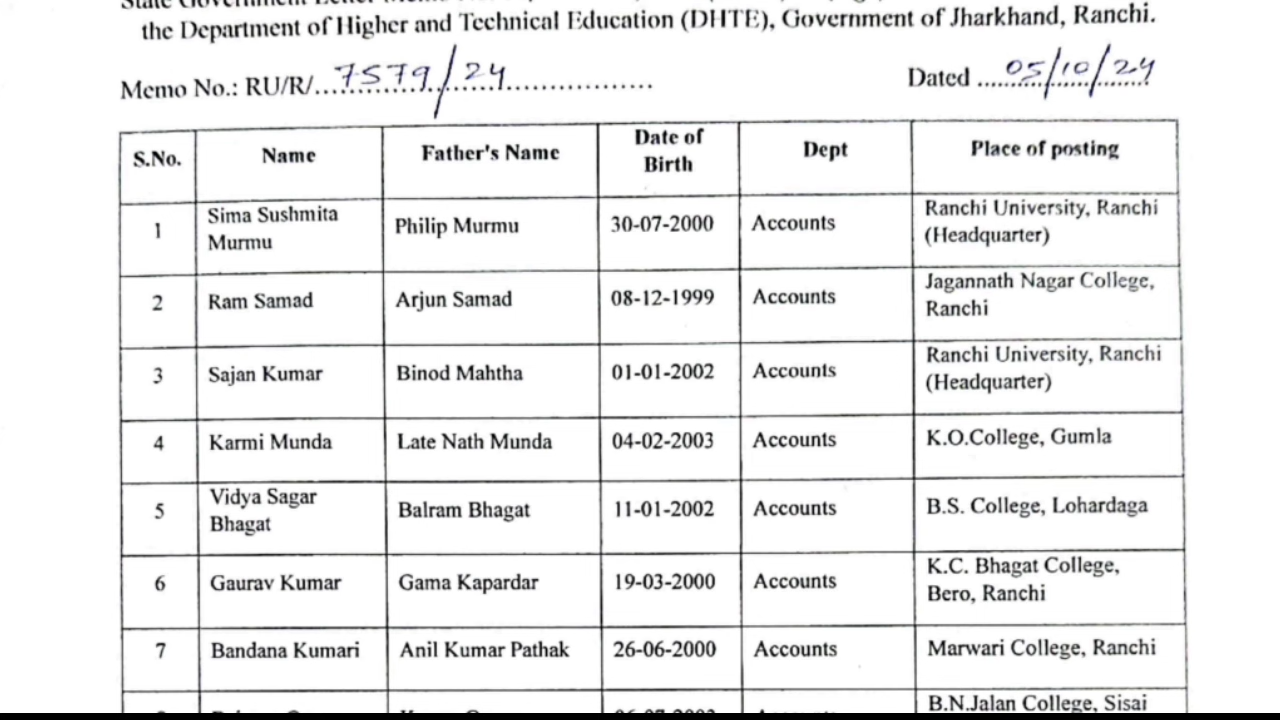 the Department of Higher and Technical Education (DHTE), Government of Jharkhand, Ranchi.
Memo No.: RU/R/...7579/24..................... Dated ....05/10/24
S.No. Name Father's Name Date of Birth Dept Place of posting
1 Sima Sushmita Murmu Philip Murmu 30-07-2000 Accounts Ranchi University, Ranchi (Headquarter)
2 Ram Samad Arjun Samad 08-12-1999 Accounts Jagannath Nagar College, Ranchi
3 Sajan Kumar Binod Mahtha 01-01-2002 Accounts Ranchi University, Ranchi (Headquarter)
4 Karmi Munda Late Nath Munda 04-02-2003 Accounts K.O.College, Gumla
5 Vidya Sagar Bhagat Balram Bhagat 11-01-2002 Accounts B.S. College, Lohardaga
6 Gaurav Kumar Gama Kapardar 19-03-2000 Accounts K.C. Bhagat College, Bero, Ranchi
7 Bandana Kumari Anil Kumar Pathak 26-06-2000 Accounts Marwari College, Ranchi
B.N.Jalan College, Sisai